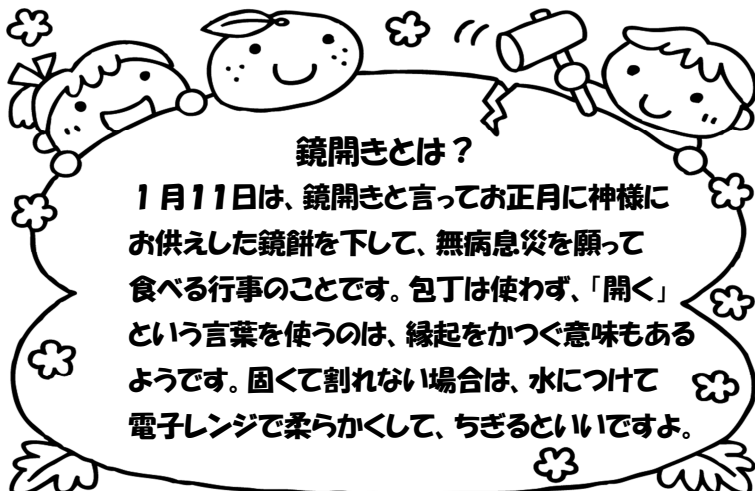 鏡開きとは？
１月１１日は、鏡開きと言ってお正月に神様に
お供えした鏡餅を下して、無病息災を願って
食べる行事のことです。包丁は使わず、「開く」
という言葉を使うのは、縁起をかつぐ意味もある
ようです。固くて割れない場合は、水につけて
電子レンジで柔らかくして、ちぎるといいですよ。